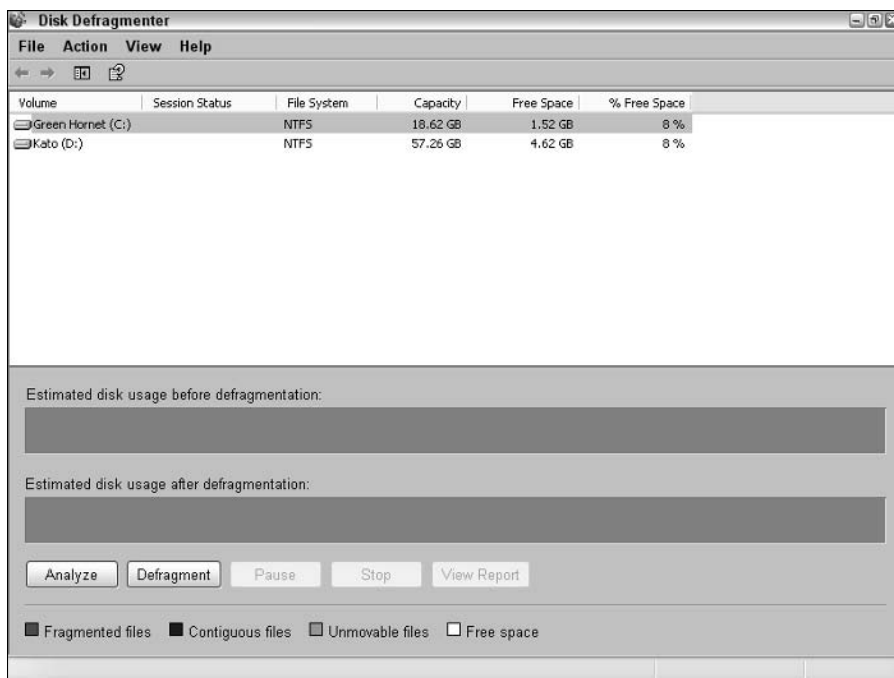 Disk Defragmenter
File Action View Help
Volume Session Status File System Capacity Free Space % Free Space
Green Hornet (C:) NTFS 18.62 GB 1.52 GB 8 %
Kato (D:) NTFS 57.26 GB 4.62 GB 8 %
Estimated disk usage before defragmentation:
Estimated disk usage after defragmentation:
Analyze Defragment Pause Stop View Report
Fragmented files Contiguous files Unmovable files Free space